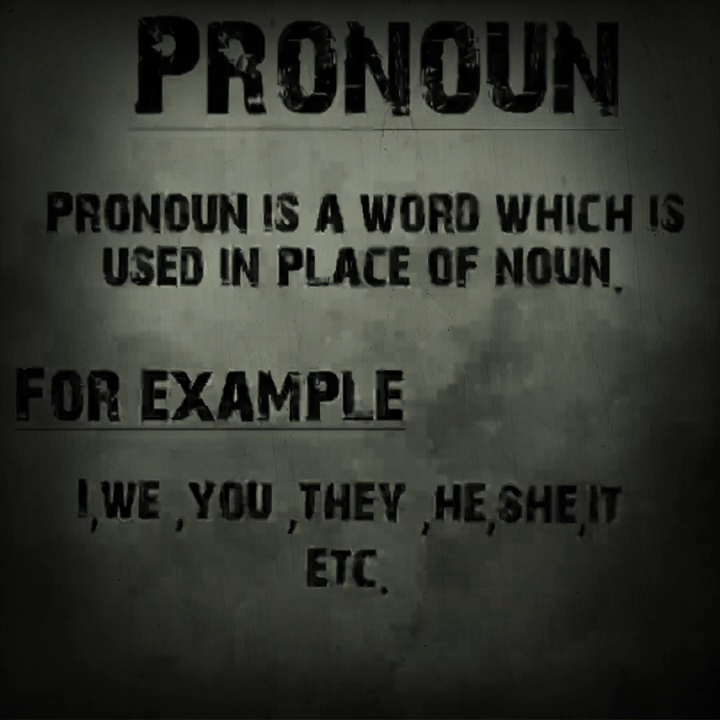 PRONOUN
PRONOUN IS A WORD WHICH IS
USED IN PLACE OF NOUN.
FOR EXAMPLE
I,WE ,YOU ,THEY ,HE,SHE,IT
ETC.